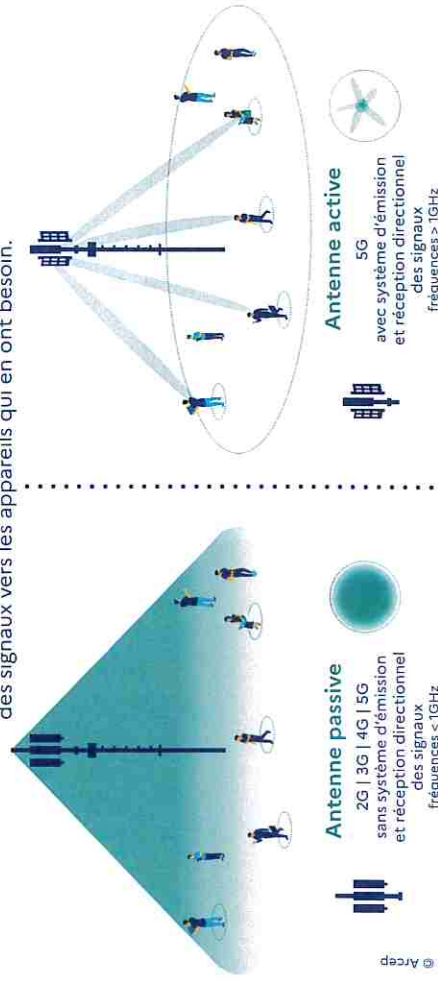 des signaux vers les appareils qui en ont besoin.
Antenne passive
2G | 3G | 4G | 5G
sans système d'émission
et réception directionnel
des signaux
fréquences < 1GHz
Antenne active
5G
avec système d'émission
et réception directionnel
des signaux
fréquences > 1GHz
© Arcep